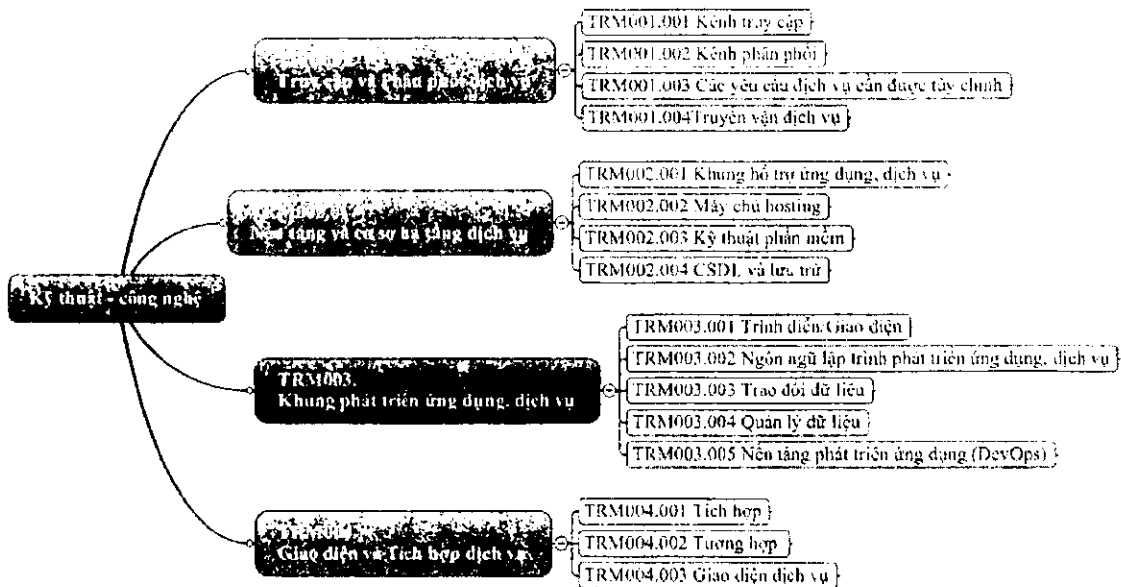 TRM001.001 Kênh truy cập
TRM001.002 Kênh phân phối
Truy cập và Phân phối dịch vụ
TRM001.003 Các yêu cầu dịch vụ cần được tùy chỉnh
TRM001.004Truyền vận dịch vụ
TRM002.001 Khung hỗ trợ ứng dụng, dịch vụ
TRM002.002 Máy chủ hosting
Nền tảng và cơ sở hạ tầng dịch vụ
TRM002.003 Kỹ thuật phần mềm
TRM002.004 CSDL và lưu trữ
Kỹ thuật - công nghệ
TRM003.001 Trình diễn/Giao diện
TRM003.002 Ngôn ngữ lập trình phát triển ứng dụng, dịch vụ
TRM003.
Khung phát triển ứng dụng, dịch vụ
TRM003.003 Trao đổi dữ liệu
TRM003.004 Quản lý dữ liệu
TRM003.005 Nền tảng phát triển ứng dụng (DevOps)
TRM004.001 Tích hợp
TRM004.
Giao diện và Tích hợp dịch vụ
TRM004.002 Tương hợp
TRM004.003 Giao diện dịch vụ